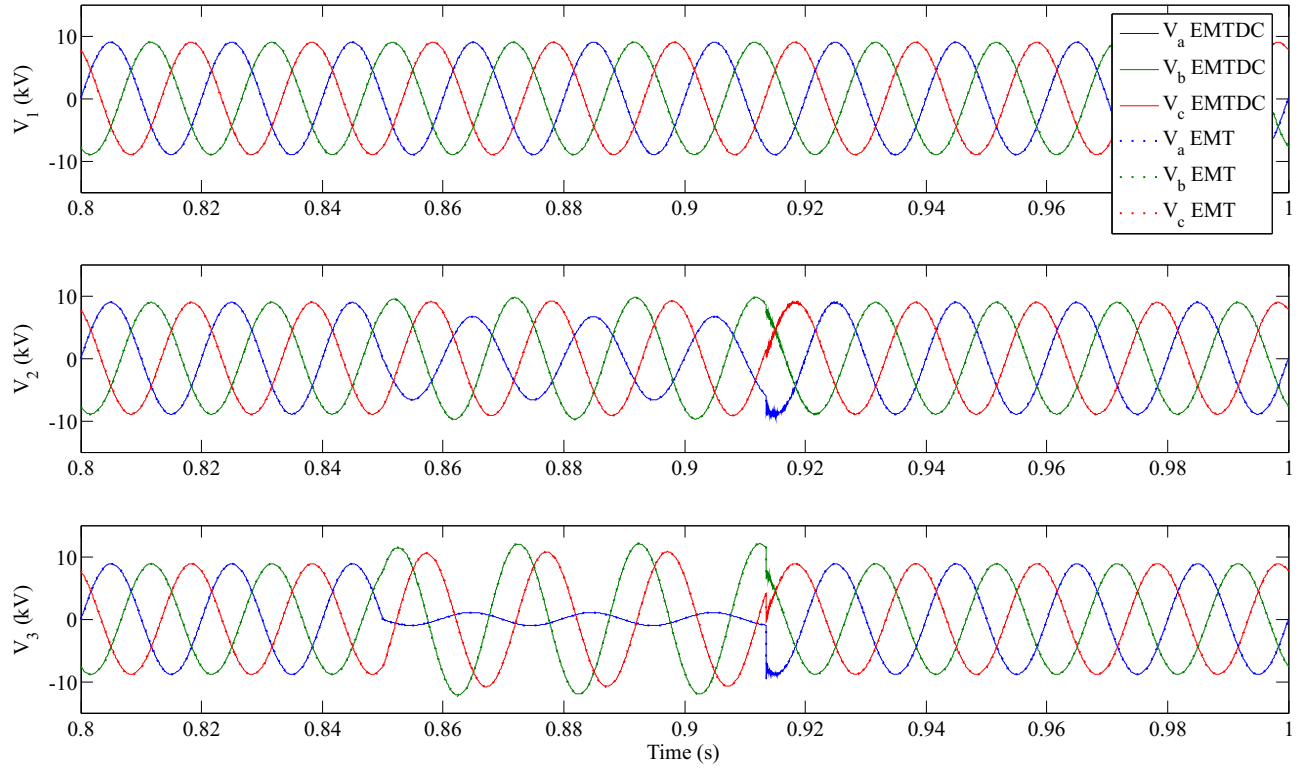 10
0
-10
V1 (kV)
0.8 0.82 0.84 0.86 0.88 0.9 0.92 0.94 0.96 1
Va EMTDC
Vb EMTDC
Vc EMTDC
Va EMT
Vb EMT
Vc EMT
10
0
-10
V2 (kV)
0.8 0.82 0.84 0.86 0.88 0.9 0.92 0.94 0.96 0.98 1
10
0
-10
V3 (kV)
0.8 0.82 0.84 0.86 0.88 0.9 0.92 0.94 0.96 0.98 1
Time (s)